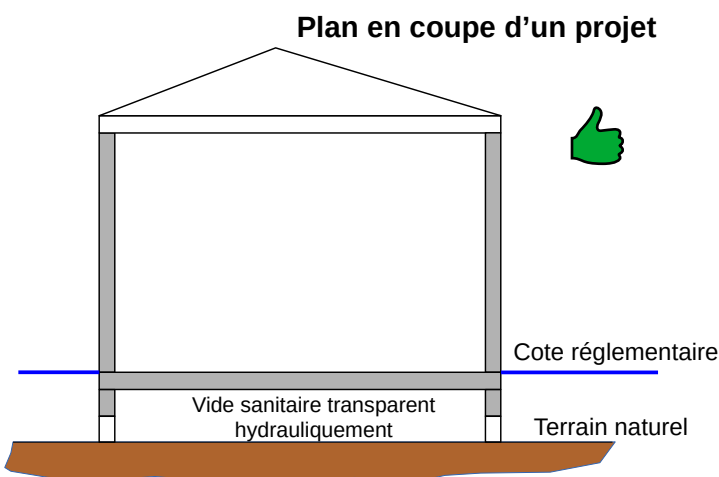 Plan en coupe d’un projet
Cote réglementaire
Vide sanitaire transparent
hydrauliquement
Terrain naturel